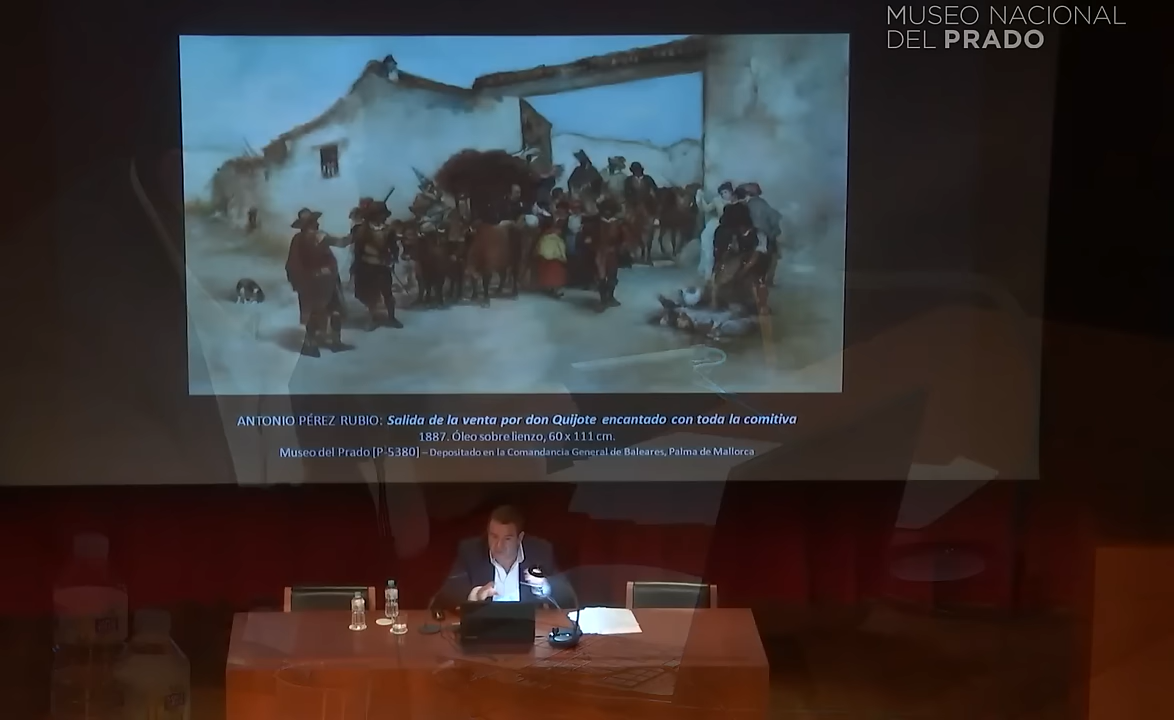 MUSEO NACIONAL
DEL PRADO
ANTONIO PÉREZ RUBIO: Salida de la venta por don Quijote encantado con toda la comitiva
1887. Óleo sobre lienzo, 60 x 111 cm.
Museo del Prado [P-5380] – Depositado en la Comandancia General de Baleares, Palma de Mallorca